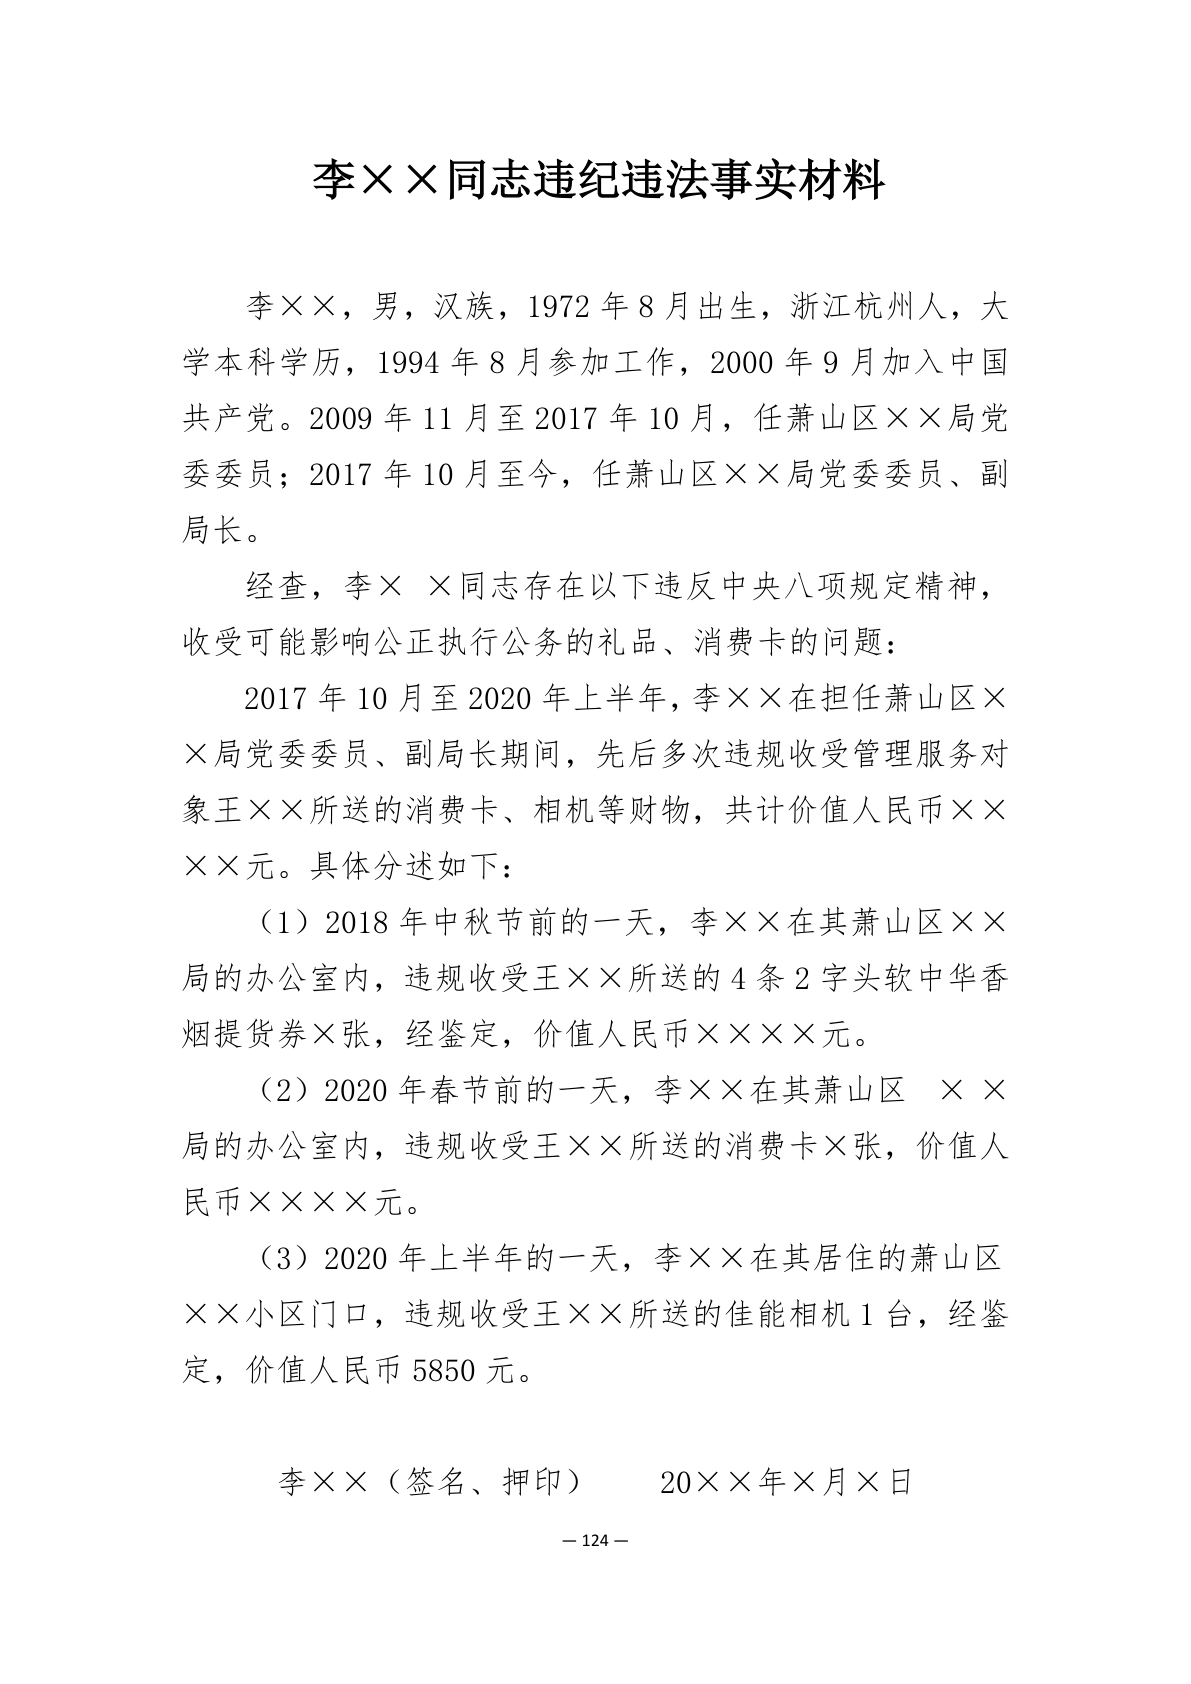 李××同志违纪违法事实材料
李××，男，汉族，1972 年 8 月出生，浙江杭州人，大
学本科学历，1994 年 8 月参加工作，2000 年 9 月加入中国
共产党。2009 年 11 月至 2017 年 10 月，任萧山区××局党
委委员；2017 年 10 月至今，任萧山区××局党委委员、副
局长。
经查，李× ×同志存在以下违反中央八项规定精神，
收受可能影响公正执行公务的礼品、消费卡的问题：
2017 年 10 月至 2020 年上半年，李××在担任萧山区×
×局党委委员、副局长期间，先后多次违规收受管理服务对
象王××所送的消费卡、相机等财物，共计价值人民币××
××元。具体分述如下：
（1）2018 年中秋节前的一天，李××在其萧山区××
局的办公室内，违规收受王××所送的 4 条 2 字头软中华香
烟提货券×张，经鉴定，价值人民币××××元。
（2）2020 年春节前的一天，李××在其萧山区 × ×
局的办公室内，违规收受王××所送的消费卡×张，价值人
民币××××元。
（3）2020 年上半年的一天，李××在其居住的萧山区
××小区门口，违规收受王××所送的佳能相机 1 台，经鉴
定，价值人民币 5850 元。
李××（签名、押印） 20××年×月×日
— 124 —